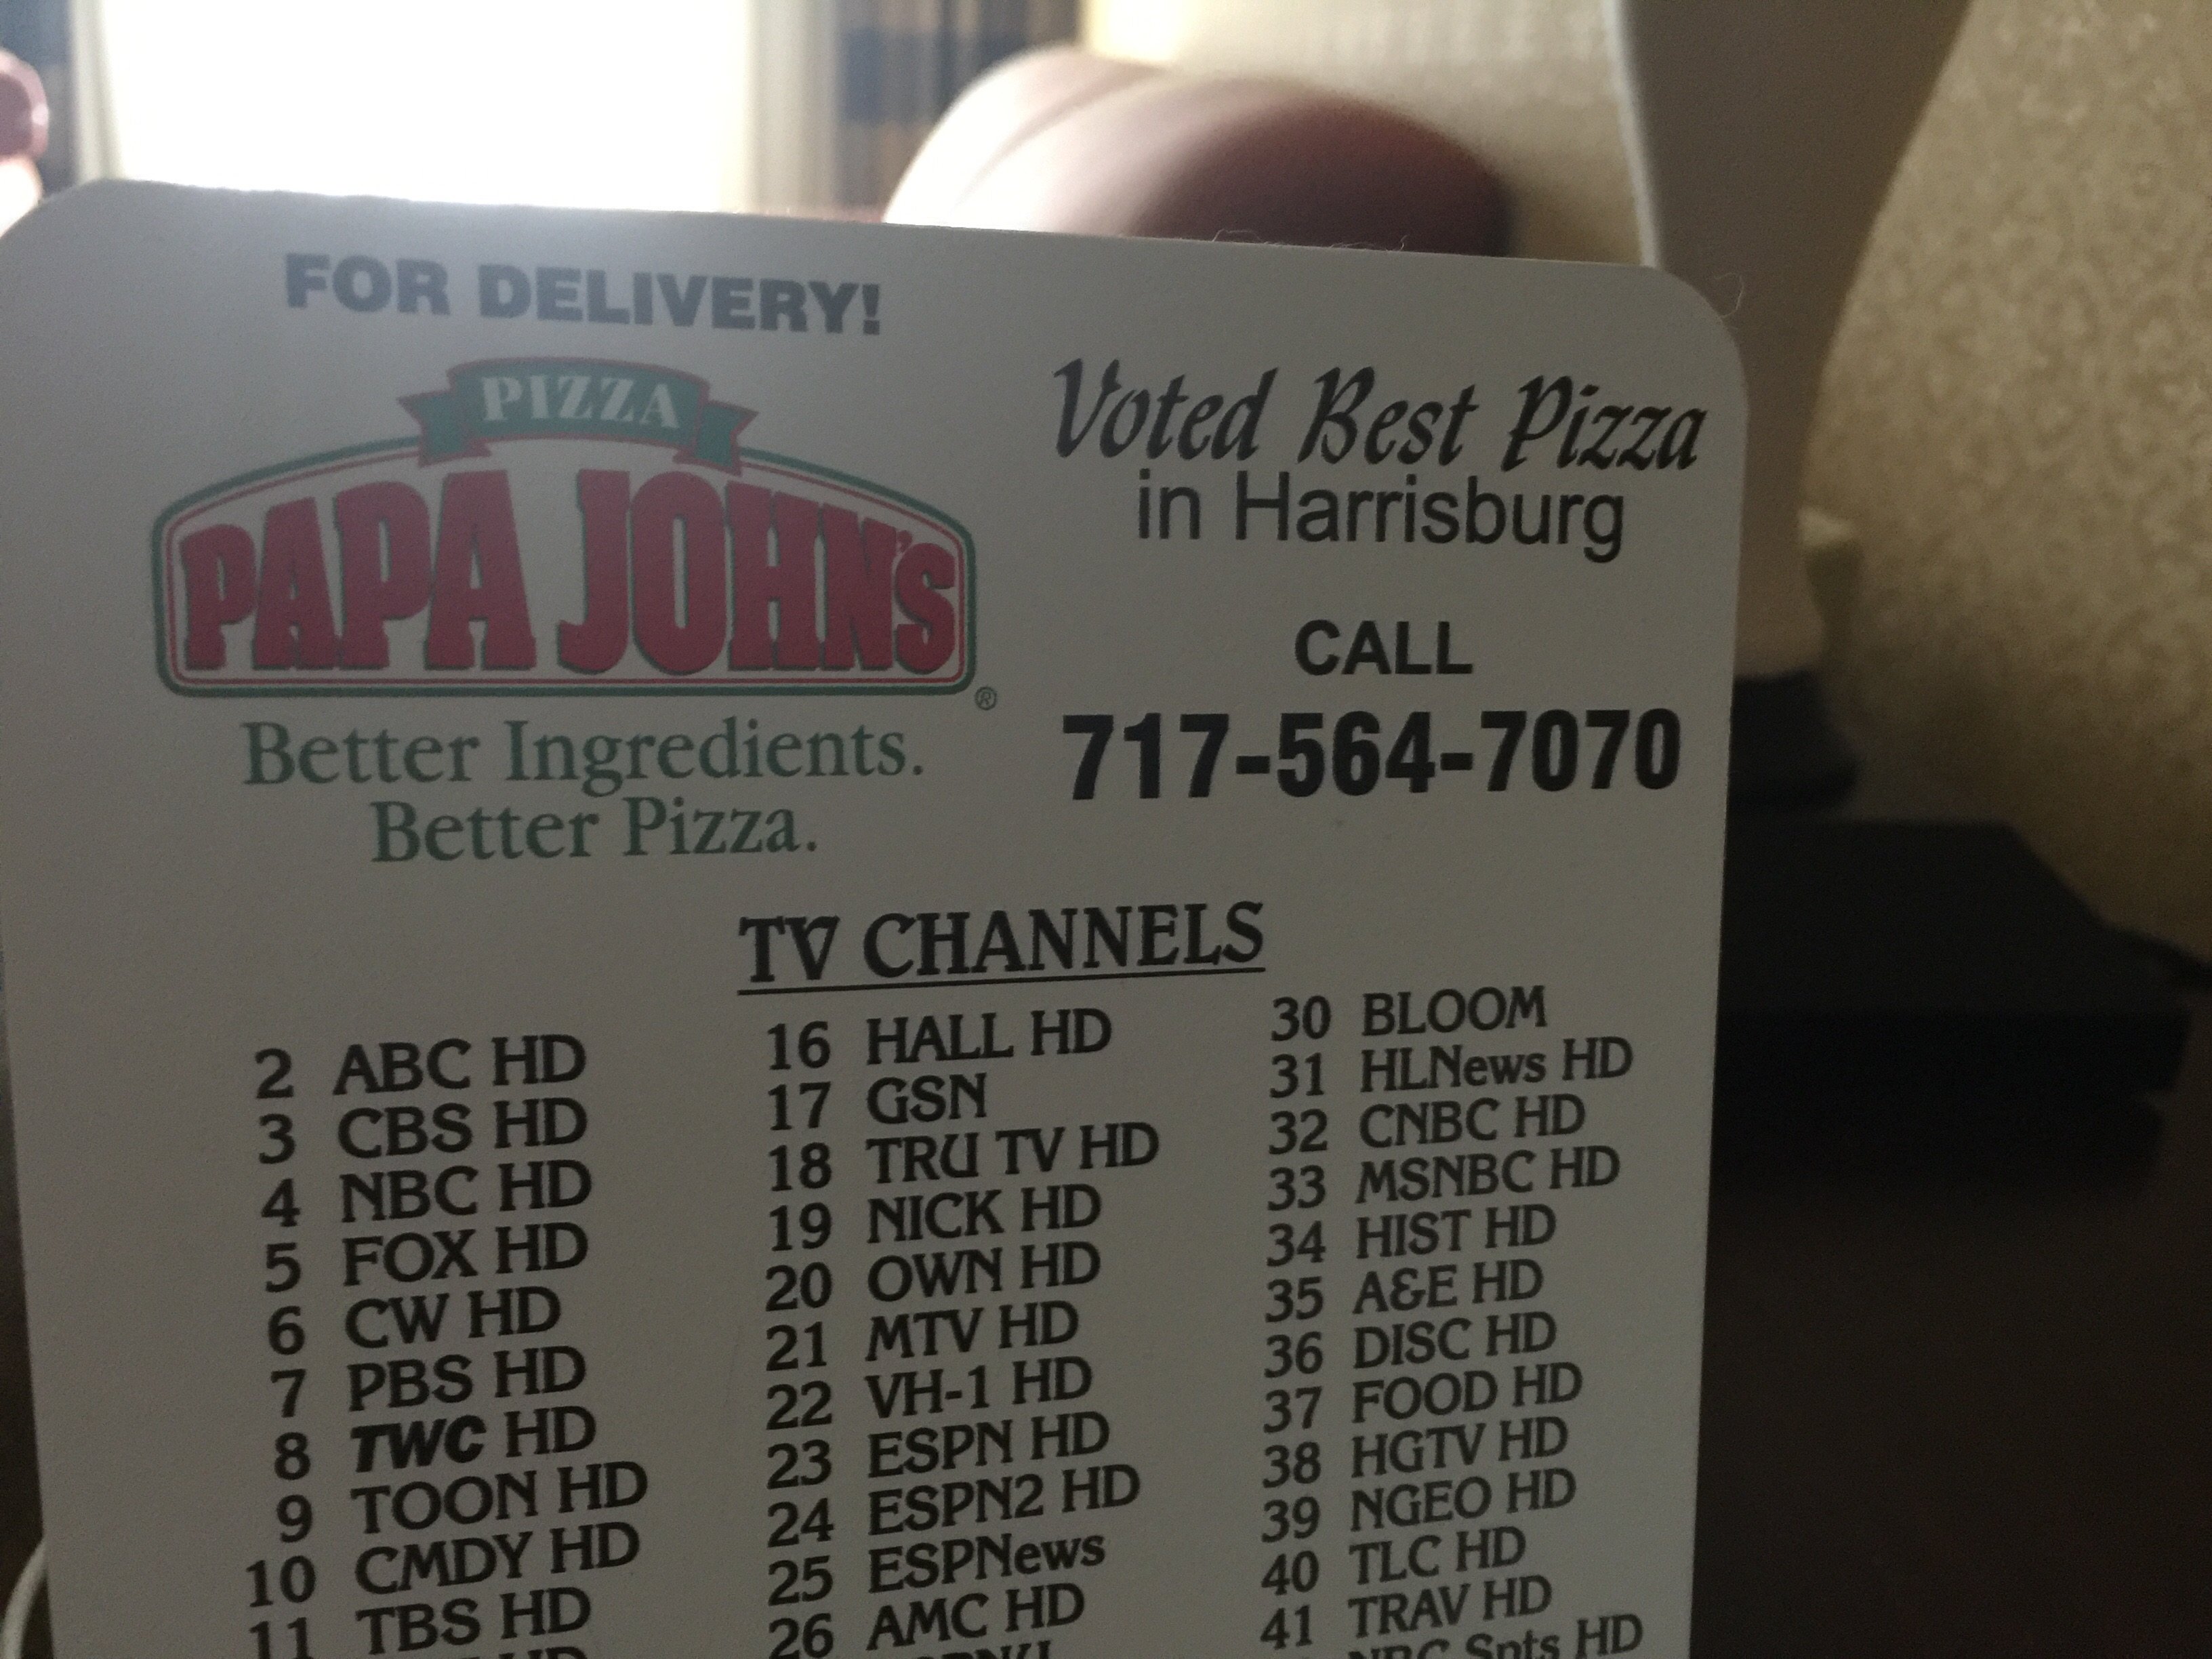 FOR DELIVERY!
PIZZA
PAPA JOHN'S
®
Better Ingredients.
Better Pizza.
Voted Best Pizza
in Harrisburg
CALL
717-564-7070
TV CHANNELS
2 ABC HD
3 CBS HD
4 NBC HD
5 FOX HD
6 CW HD
7 PBS HD
8 TWC HD
9 TOON HD
10 CMDY HD
11 TBS HD
HD
16 HALL HD
17 GSN
18 TRU TV HD
19 NICK HD
20 OWN HD
21 MTV HD
22 VH-1 HD
23 ESPN HD
24 ESPN2 HD
25 ESPNews
26 AMC HD
30 BLOOM
31 HLNews HD
32 CNBC HD
33 MSNBC HD
34 HIST HD
35 A&E HD
36 DISC HD
37 FOOD HD
38 HGTV HD
39 NGEO HD
40 TLC HD
41 TRAV HD
NBC Spts HD